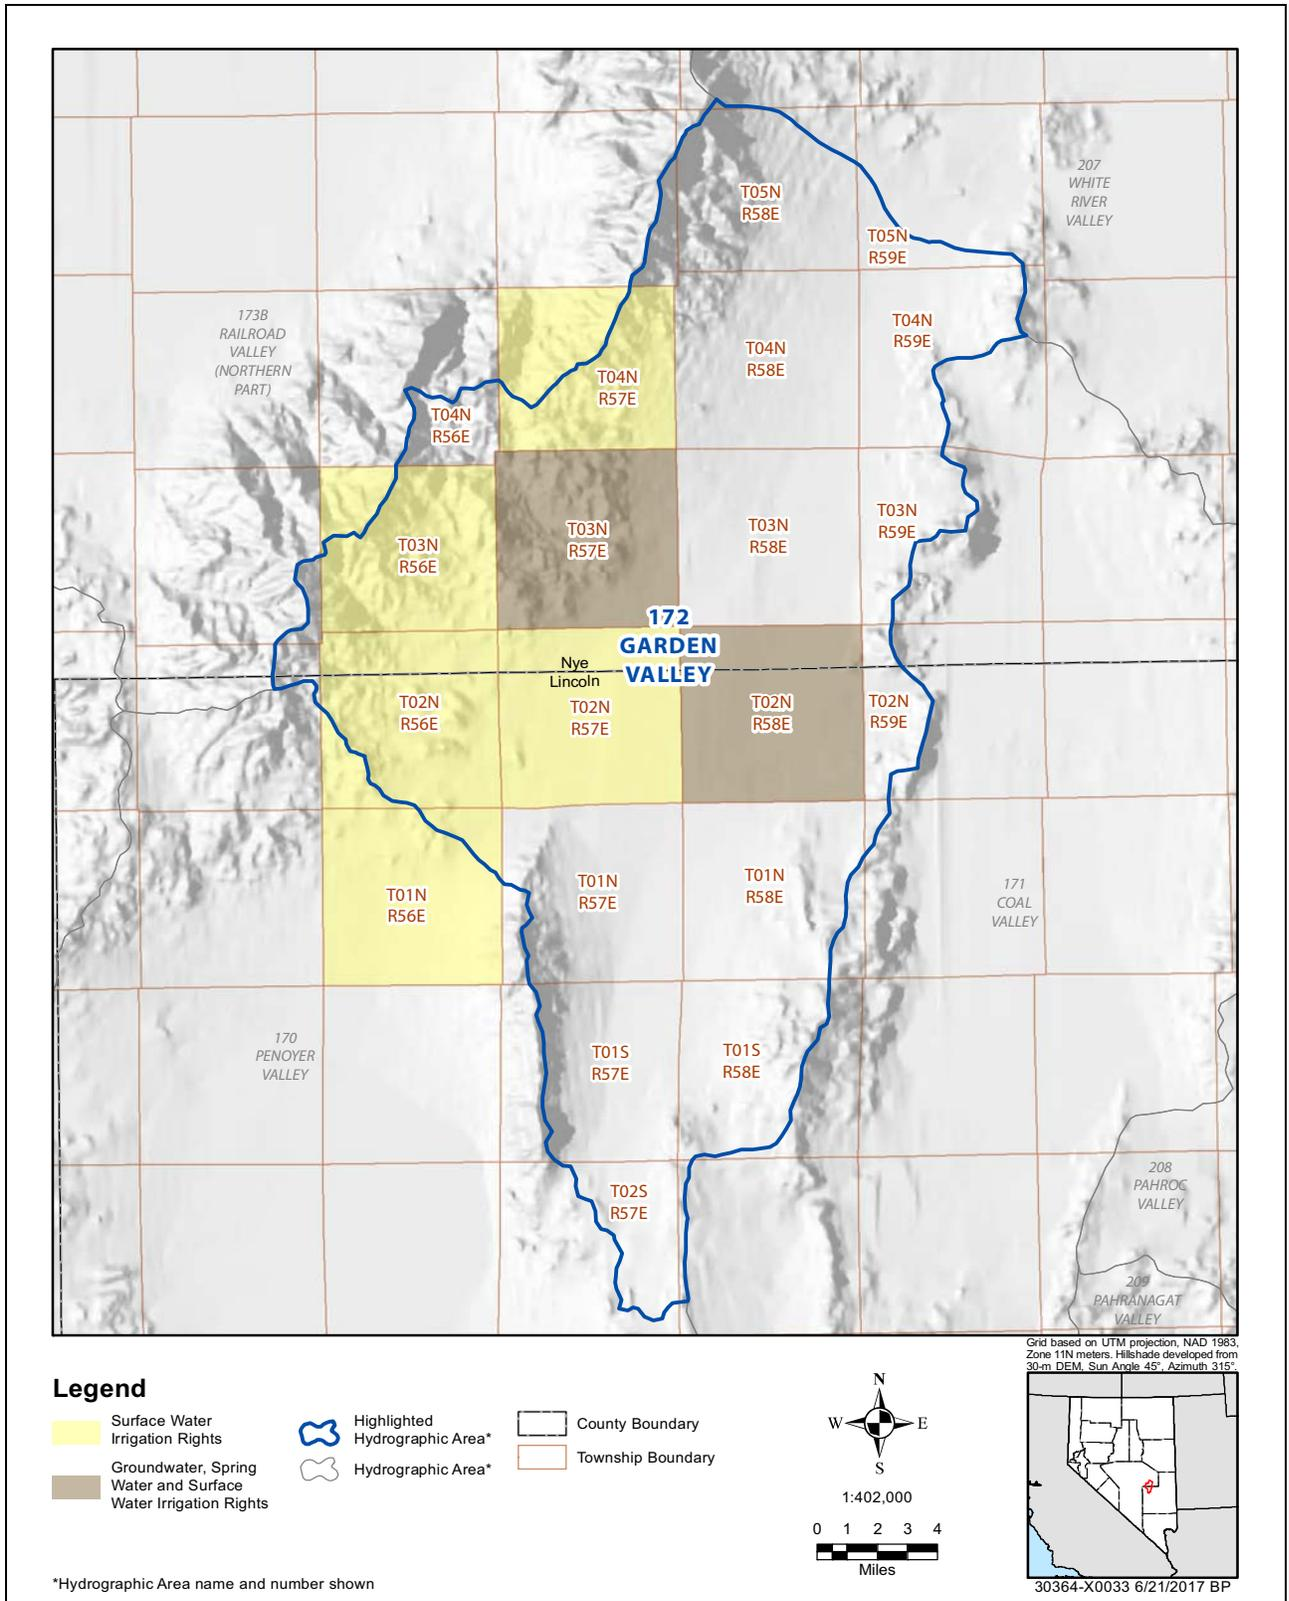 207
WHITE
RIVER
VALLEY
T05N
R58E
T05N
R59E
173B
RAILROAD
VALLEY
(NORTHERN
PART)
T04N
R59E
T04N
R58E
T04N
R57E
T04N
R56E
T03N
R59E
T03N
R58E
T03N
R57E
T03N
R56E
172
GARDEN
VALLEY
Nye
Lincoln
T02N
R56E
T02N
R57E
T02N
R58E
T02N
R59E
T01N
R56E
T01N
R57E
T01N
R58E
171
COAL
VALLEY
170
PENOYER
VALLEY
T01S
R57E
T01S
R58E
T02S
R57E
208
PAHROC
VALLEY
209
PAHRANAGAT
VALLEY
Grid based on UTM projection, NAD 1983,
Zone 11N meters. Hillshade developed from
30-m DEM, Sun Angle 45°, Azimuth 315°.
Legend
Surface Water
Irrigation Rights
Groundwater, Spring
Water and Surface
Water Irrigation Rights
Highlighted
Hydrographic Area*
Hydrographic Area*
County Boundary
Township Boundary
N
W E
S
1:402,000
0 1 2 3 4
Miles
*Hydrographic Area name and number shown
30364-X0033 6/21/2017 BP